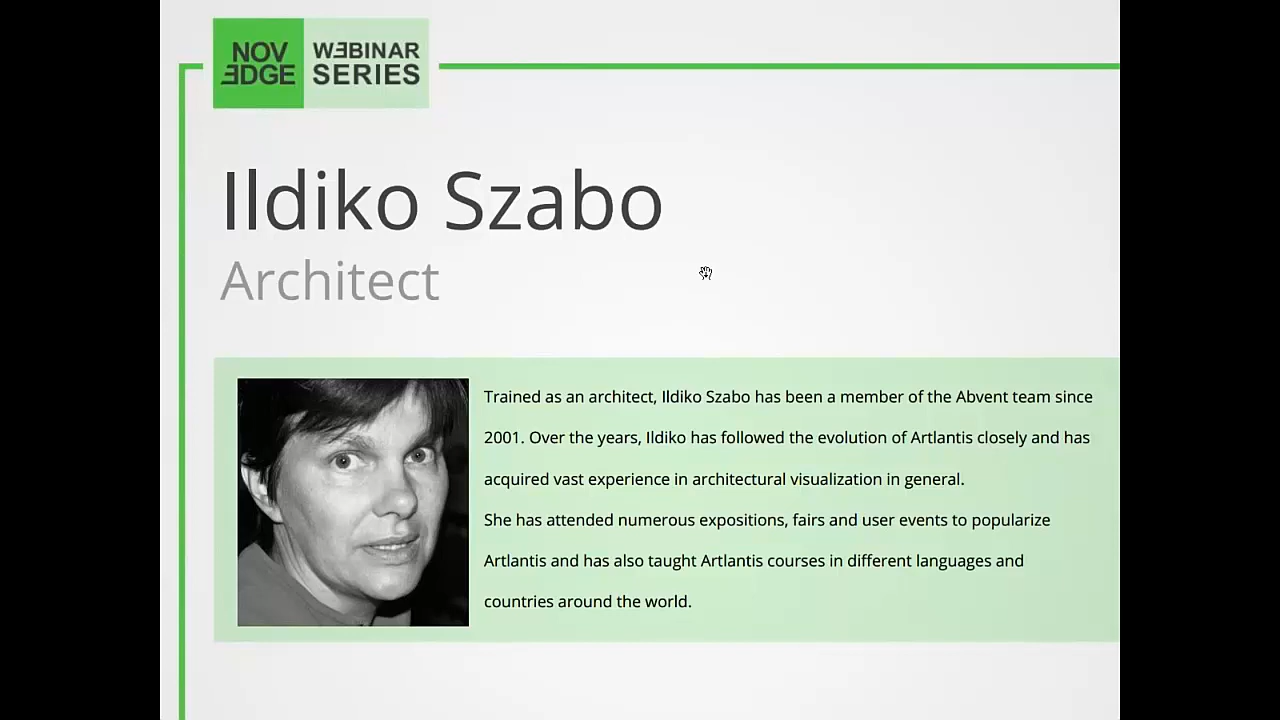 NOV
EDGE
WEBINAR
SERIES
Ildiko Szabo
Architect
Trained as an architect, Ildiko Szabo has been a member of the Abvent team since
2001. Over the years, Ildiko has followed the evolution of Artlantis closely and has
acquired vast experience in architectural visualization in general.
She has attended numerous expositions, fairs and user events to popularize
Artlantis and has also taught Artlantis courses in different languages and
countries around the world.